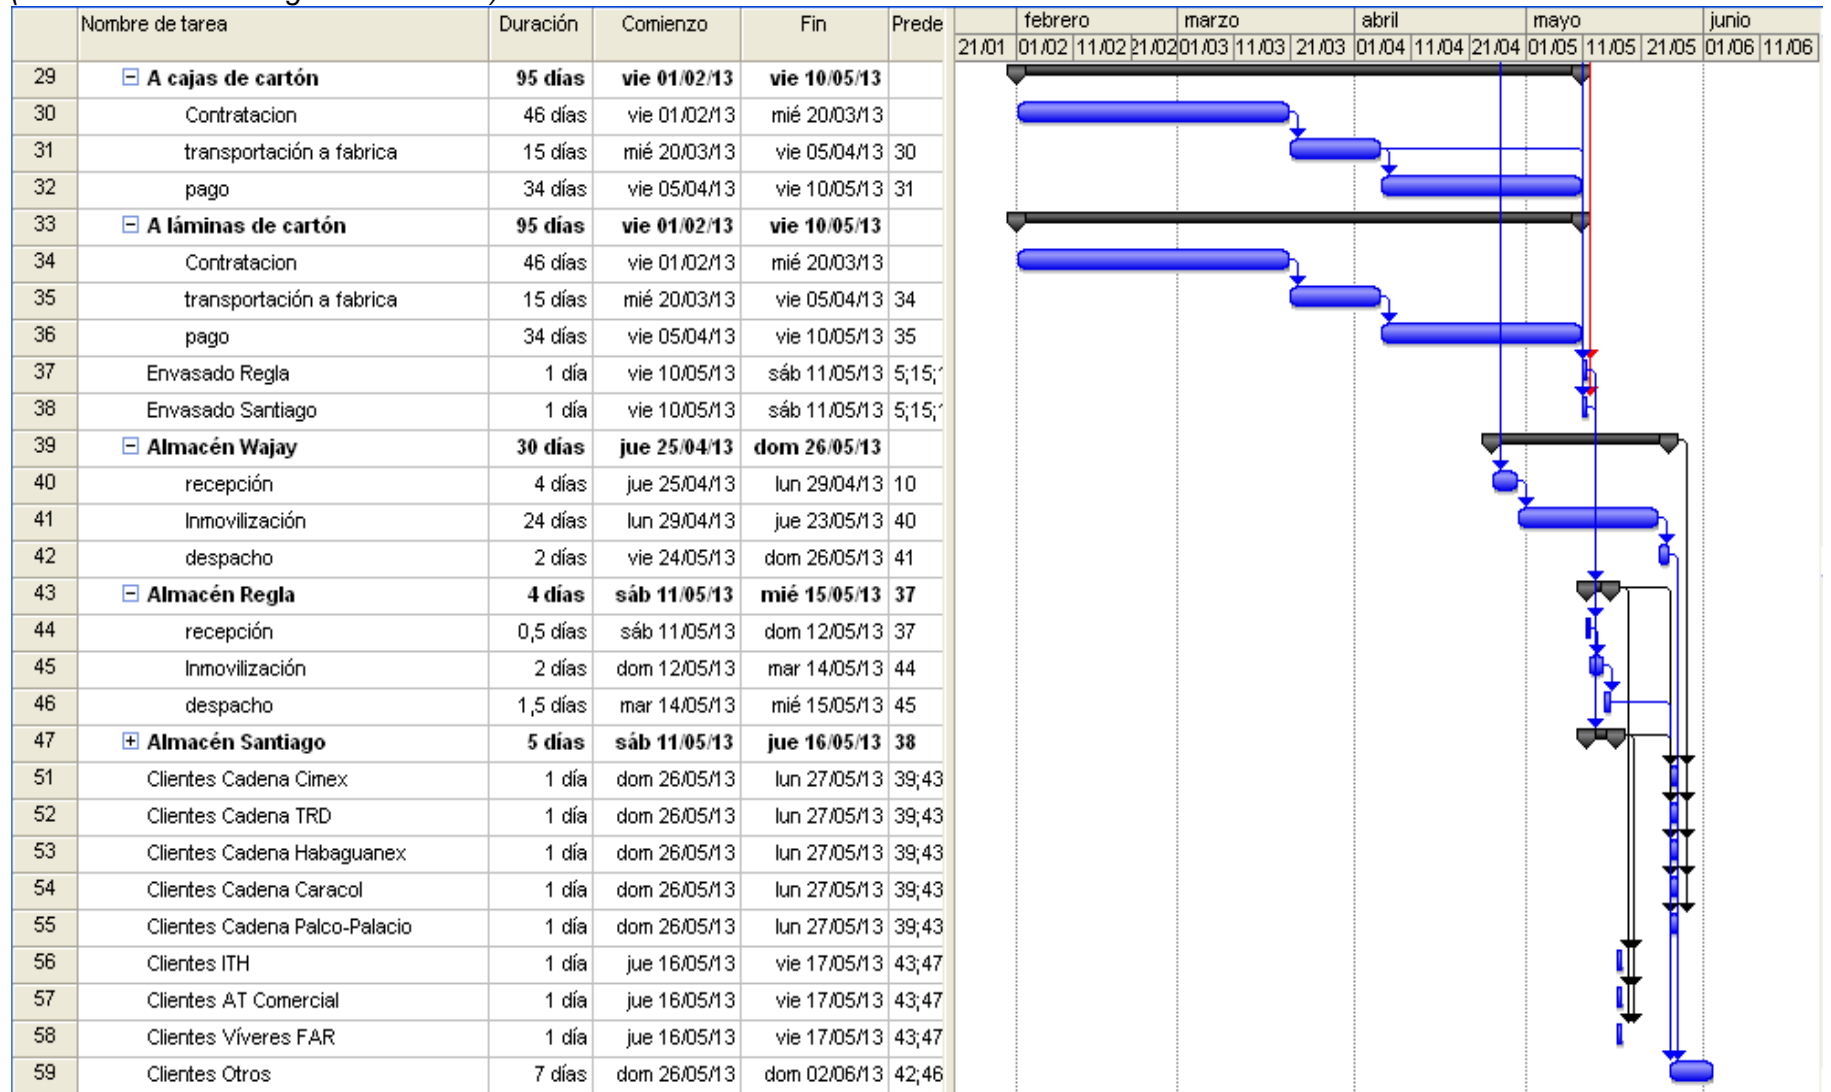 Nombre de tarea Duración Comienzo Fin Prede febrero marzo abril mayo junio
21/01 01/02 11/02 21/02 01/03 11/03 21/03 01/04 11/04 21/04 01/05 11/05 21/05 01/06 11/06
29 A cajas de cartón 95 días vie 01/02/13 vie 10/05/13
30 Contratacion 46 días vie 01/02/13 mié 20/03/13
31 transportación a fabrica 15 días mié 20/03/13 vie 05/04/13 30
32 pago 34 días vie 05/04/13 vie 10/05/13 31
33 A láminas de cartón 95 días vie 01/02/13 vie 10/05/13
34 Contratacion 46 días vie 01/02/13 mié 20/03/13
35 transportación a fabrica 15 días mié 20/03/13 vie 05/04/13 34
36 pago 34 días vie 05/04/13 vie 10/05/13 35
37 Envasado Regla 1 día vie 10/05/13 sáb 11/05/13 5;15;
38 Envasado Santiago 1 día vie 10/05/13 sáb 11/05/13 5;15;
39 Almacén Wajay 30 días jue 25/04/13 dom 26/05/13
40 recepción 4 días jue 25/04/13 lun 29/04/13 10
41 Inmovilización 24 días lun 29/04/13 jue 23/05/13 40
42 despacho 2 días vie 24/05/13 dom 26/05/13 41
43 Almacén Regla 4 días sáb 11/05/13 mié 15/05/13 37
44 recepción 0,5 días sáb 11/05/13 dom 12/05/13 37
45 Inmovilización 2 días dom 12/05/13 mar 14/05/13 44
46 despacho 1,5 días mar 14/05/13 mié 15/05/13 45
47 Almacén Santiago 5 días sáb 11/05/13 jue 16/05/13 38
51 Clientes Cadena Cimex 1 día dom 26/05/13 lun 27/05/13 39;43
52 Clientes Cadena TRD 1 día dom 26/05/13 lun 27/05/13 39;43
53 Clientes Cadena Habaguanex 1 día dom 26/05/13 lun 27/05/13 39;43
54 Clientes Cadena Caracol 1 día dom 26/05/13 lun 27/05/13 39;43
55 Clientes Cadena Palco-Palacio 1 día dom 26/05/13 lun 27/05/13 39;43
56 Clientes ITH 1 día jue 16/05/13 vie 17/05/13 43;47
57 Clientes AT Comercial 1 día jue 16/05/13 vie 17/05/13 43;47
58 Clientes Víveres FAR 1 día jue 16/05/13 vie 17/05/13 43;47
59 Clientes Otros 7 días dom 26/05/13 dom 02/06/13 42;46